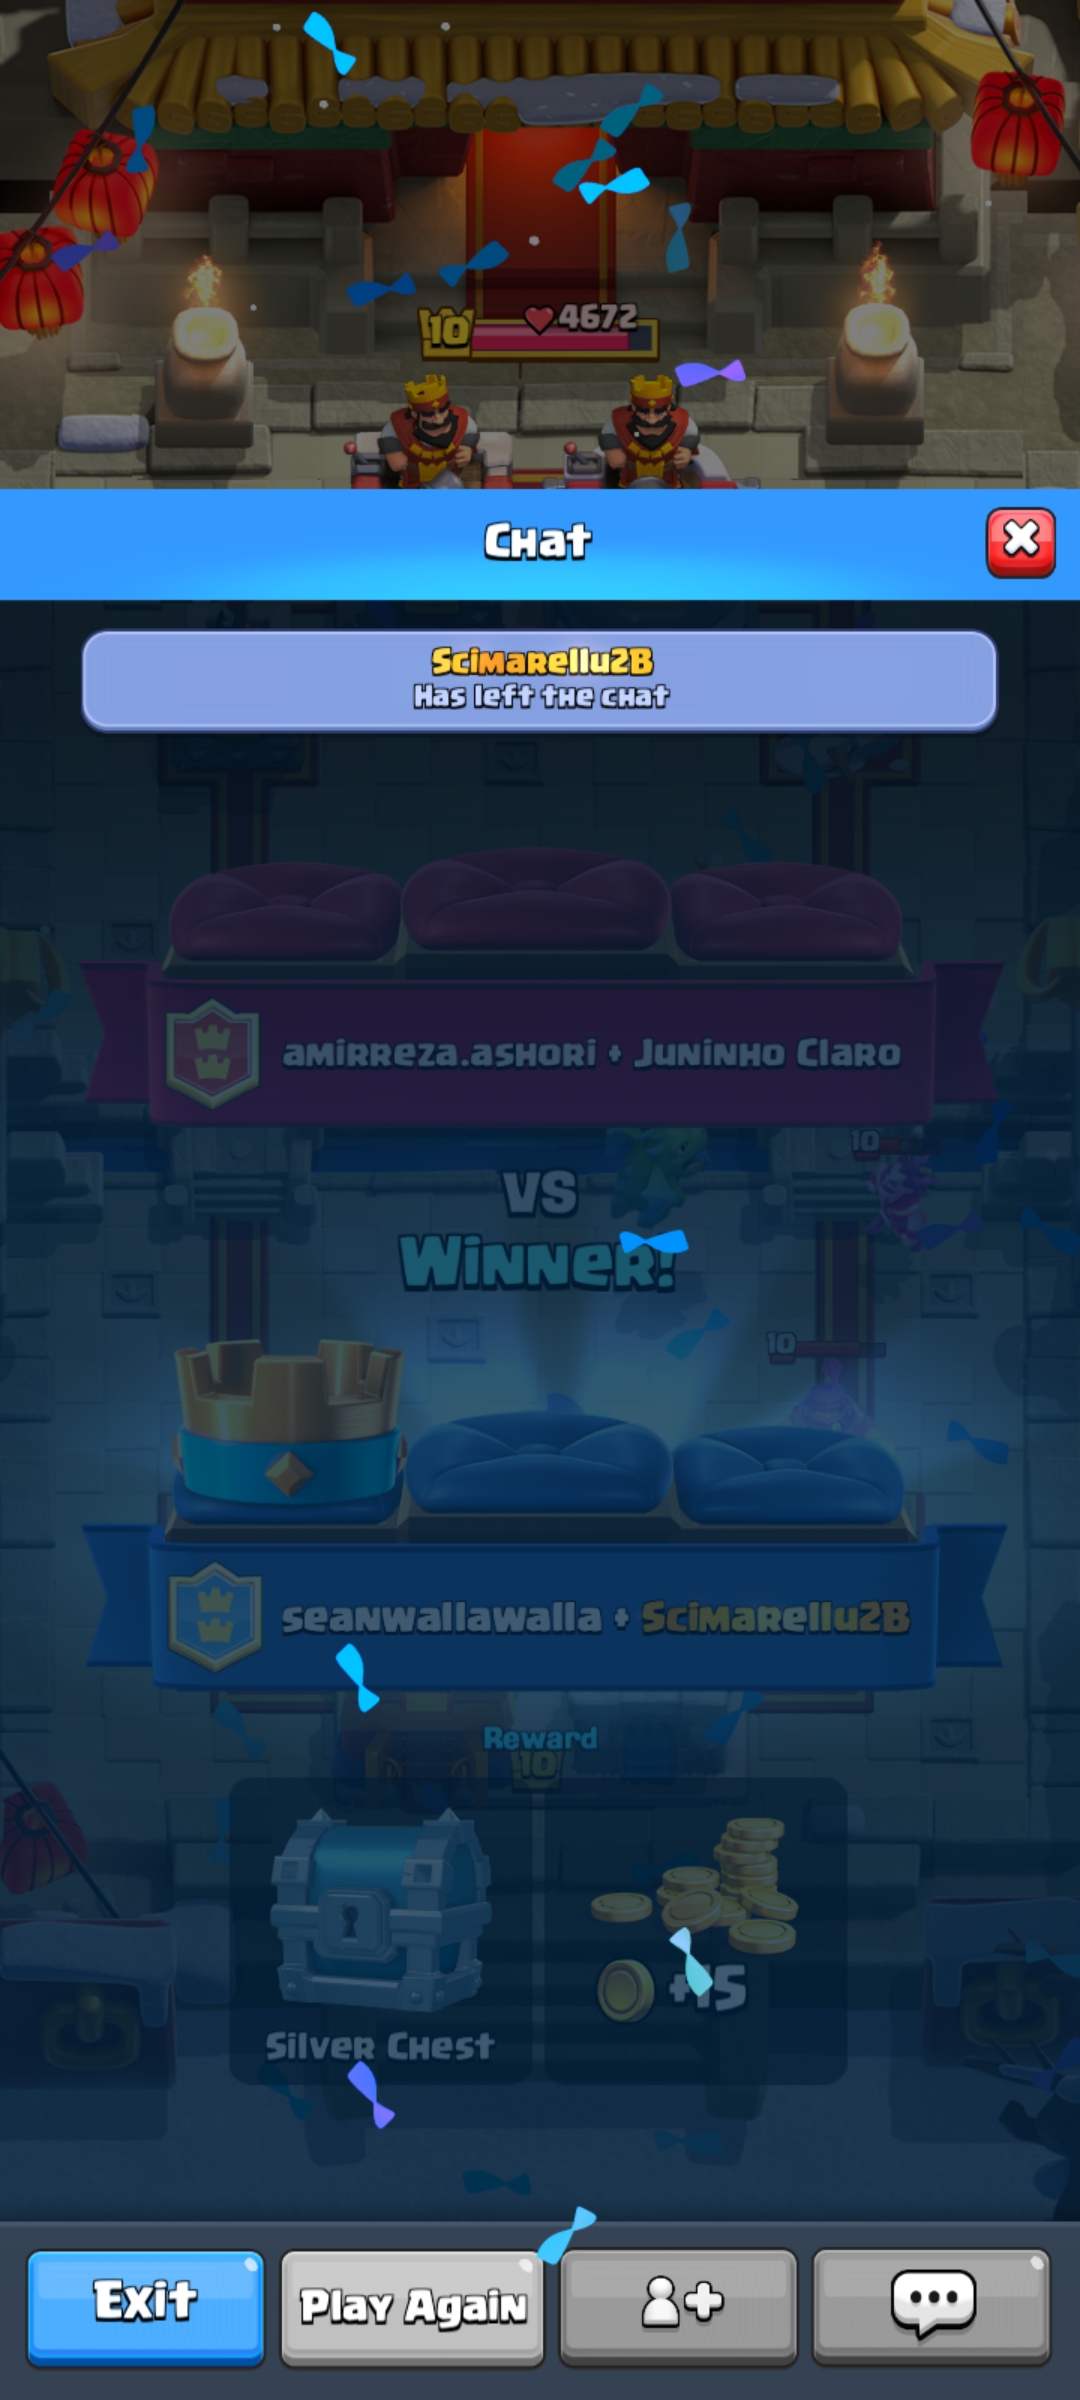 10 4672
Chat
Scimarellu2B
Has left the chat
amirreza.ashori + Juninho Claro
10
VS
Winner!
10
seanwallawalla + Scimarellu2B
Reward
10
+15
Silver Chest
Exit
Play Again